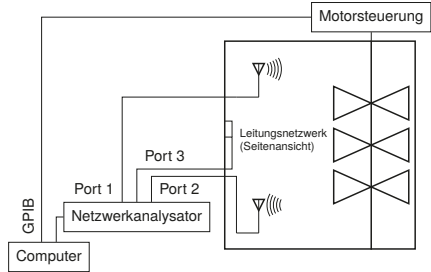 Motorsteuerung
Leitungsnetzwerk
(Seitenansicht)
Port 3
Port 1
Port 2
GPIB
Netzwerkanalysator
Computer